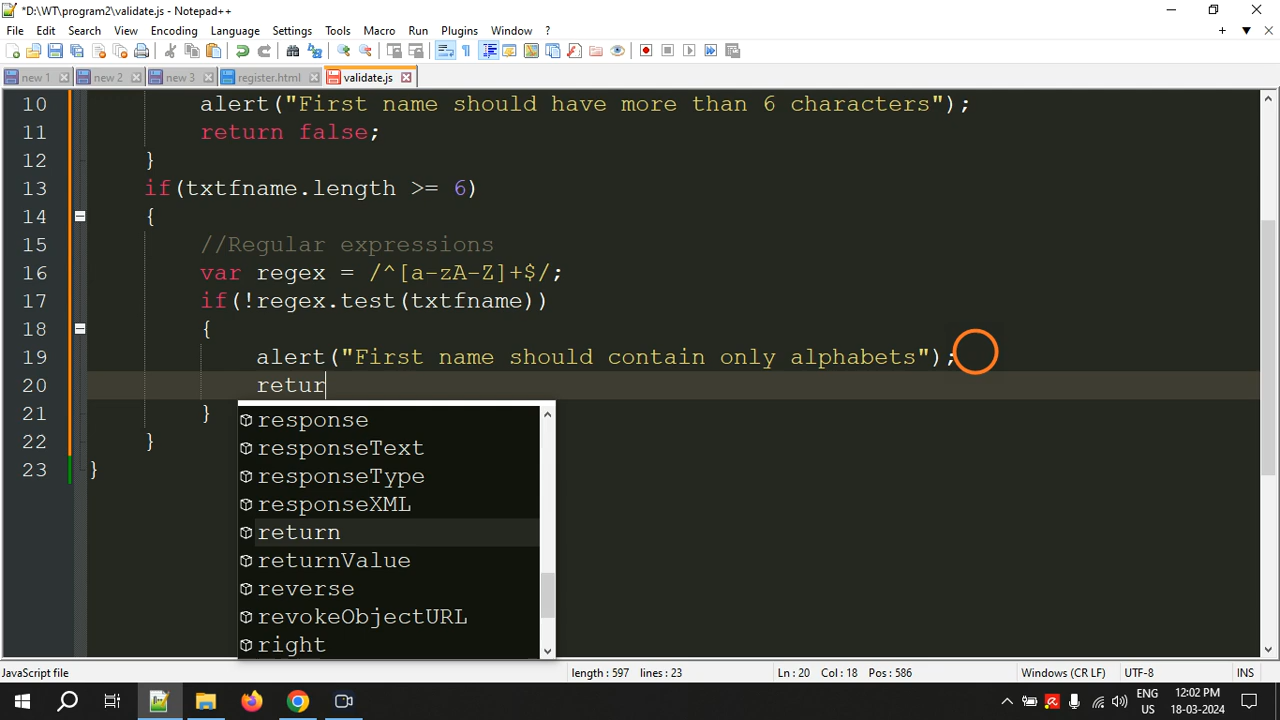 *D:\WT\program2\validate.js - Notepad++
File Edit Search View Encoding Language Settings Tools Macro Run Plugins Window ?
new 1 new 2 new 3 register.html validate.js
10 alert("First name should have more than 6 characters");
11 return false;
12 }
13 if(txtfname.length >= 6)
14 {
15 //Regular expressions
16 var regex = /^[a-zA-Z]+$/;
17 if(!regex.test(txtfname))
18 {
19 alert("First name should contain only alphabets");
20 retur
21 }
22 }
23 }
response
responseText
responseType
responseXML
return
returnValue
reverse
revokeObjectURL
right
JavaScript file length : 597 lines : 23 Ln : 20 Col : 18 Pos : 586 Windows (CR LF) UTF-8 INS
ENG 12:02 PM
US 18-03-2024